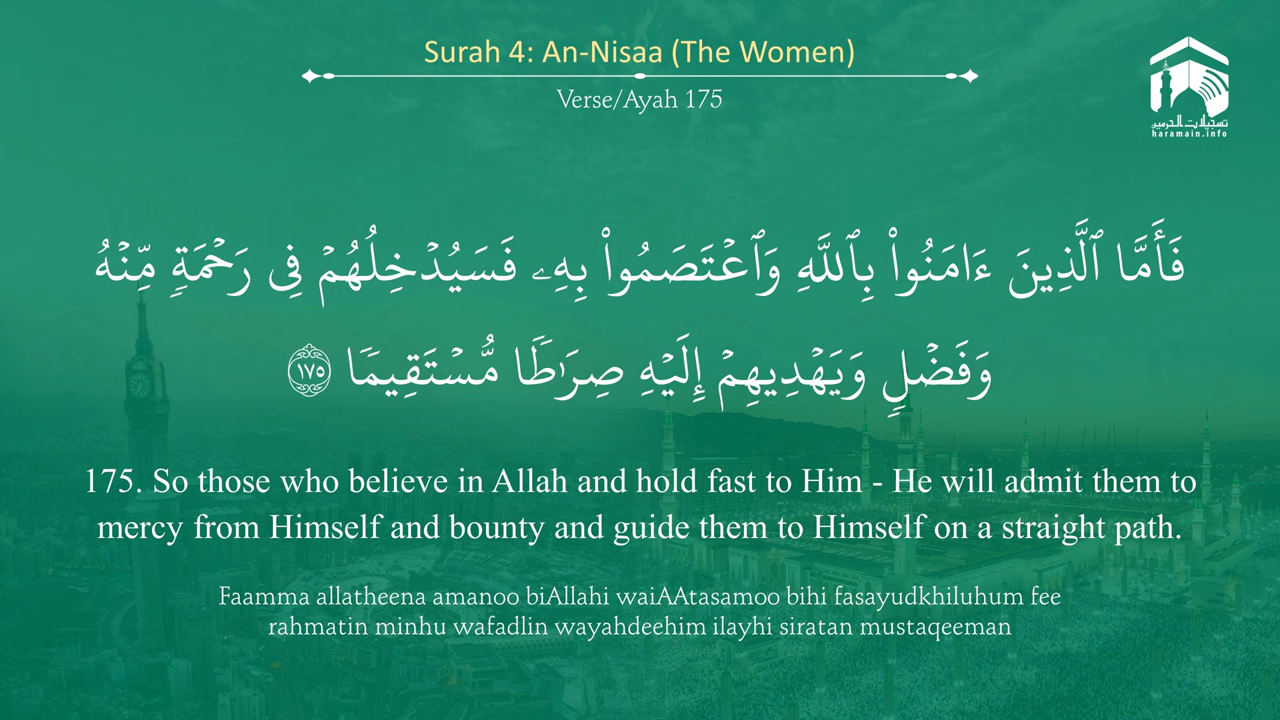 Surah 4: An-Nisaa (The Women)
Verse/Ayah 175
تسجيلات الحرمين
haramain.info
فَأَمَّا ٱلَّذِينَ ءَامَنُوا۟ بِٱللَّهِ وَٱعْتَصَمُوا۟ بِهِۦ فَسَيُدْخِلُهُمْ فِى رَحْمَةٍۢ مِّنْهُ
وَفَضْلٍۢ وَيَهْدِيهِمْ إِلَيْهِ صِرَٰطًۭا مُّسْتَقِيمًۭا ١٧٥
175. So those who believe in Allah and hold fast to Him - He will admit them to
mercy from Himself and bounty and guide them to Himself on a straight path.
Faamma allatheena amanoo biAllahi waiAAtasamoo bihi fasayudkhiluhum fee
rahmatin minhu wafadlin wayahdeehim ilayhi siratan mustaqeeman